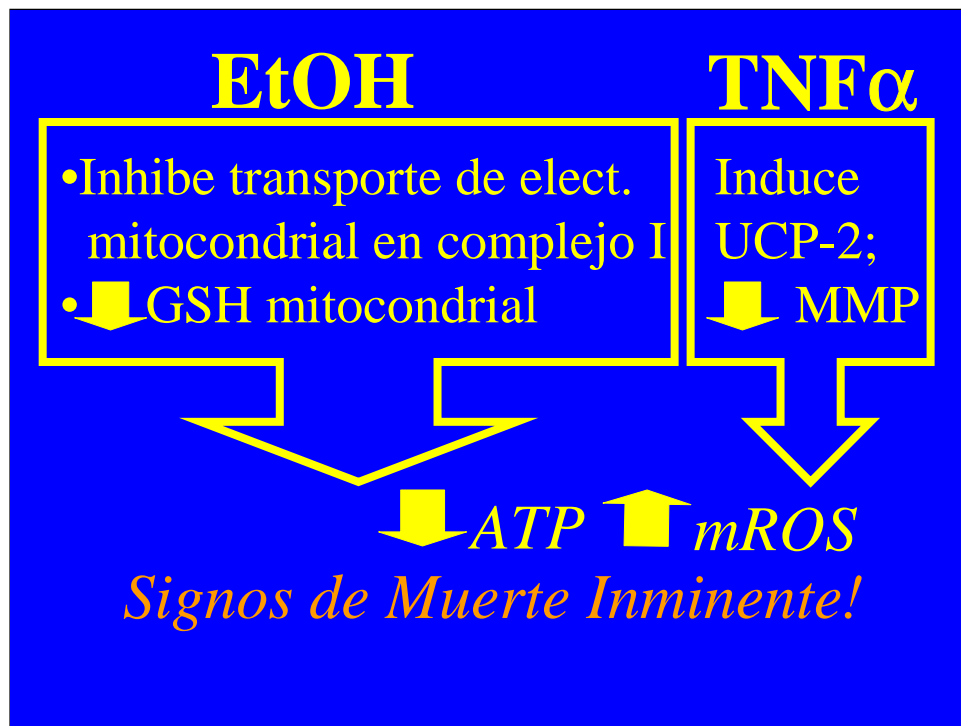 EtOH
•Inhibe transporte de elect.
mitocondrial en complejo I
• GSH mitocondrial
TNFα
Induce
UCP-2;
MMP
ATP mROS
Signos de Muerte Inminente!